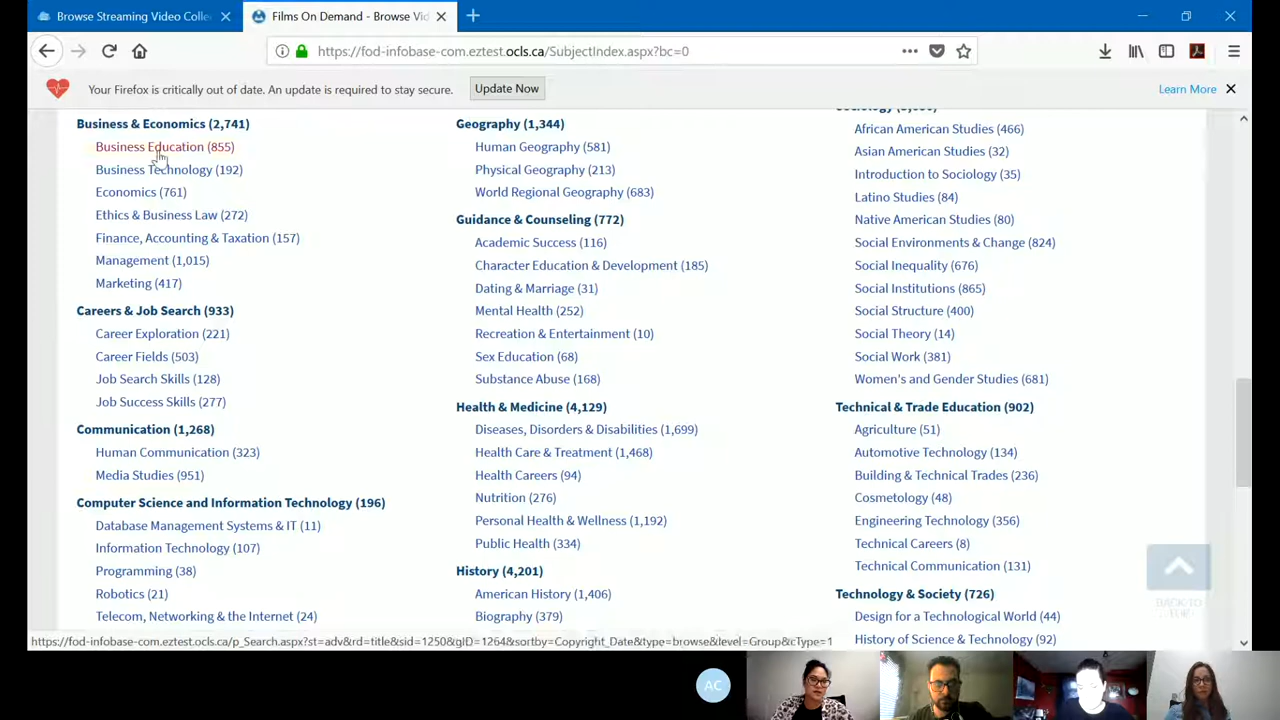 Browse Streaming Video Colle
Films On Demand - Browse Vid
https://fod-infobase-com.eztest.ocls.ca/SubjectIndex.aspx?bc=0
Your Firefox is critically out of date. An update is required to stay secure.
Update Now
Learn More
Business & Economics (2,741)
Business Education (855)
Business Technology (192)
Economics (761)
Ethics & Business Law (272)
Finance, Accounting & Taxation (157)
Management (1,015)
Marketing (417)
Careers & Job Search (933)
Career Exploration (221)
Career Fields (503)
Job Search Skills (128)
Job Success Skills (277)
Communication (1,268)
Human Communication (323)
Media Studies (951)
Computer Science and Information Technology (196)
Database Management Systems & IT (11)
Information Technology (107)
Programming (38)
Robotics (21)
Telecom, Networking & the Internet (24)
Geography (1,344)
Human Geography (581)
Physical Geography (213)
World Regional Geography (683)
Guidance & Counseling (772)
Academic Success (116)
Character Education & Development (185)
Dating & Marriage (31)
Mental Health (252)
Recreation & Entertainment (10)
Sex Education (68)
Substance Abuse (168)
Health & Medicine (4,129)
Diseases, Disorders & Disabilities (1,699)
Health Care & Treatment (1,468)
Health Careers (94)
Nutrition (276)
Personal Health & Wellness (1,192)
Public Health (334)
History (4,201)
American History (1,406)
Biography (379)
African American Studies (466)
Asian American Studies (32)
Introduction to Sociology (35)
Latino Studies (84)
Native American Studies (80)
Social Environments & Change (824)
Social Inequality (676)
Social Institutions (865)
Social Structure (400)
Social Theory (14)
Social Work (381)
Women's and Gender Studies (681)
Technical & Trade Education (902)
Agriculture (51)
Automotive Technology (134)
Building & Technical Trades (236)
Cosmetology (48)
Engineering Technology (356)
Technical Careers (8)
Technical Communication (131)
Technology & Society (726)
Design for a Technological World (44)
History of Science & Technology (92)
BACK TO TOP
https://fod-infobase-com.eztest.ocls.ca/p_Search.aspx?st=adv&rd=title&sid=1250&gID=1264&sortby=Copyright_Date&type=browse&level=Group&cType=1
AC